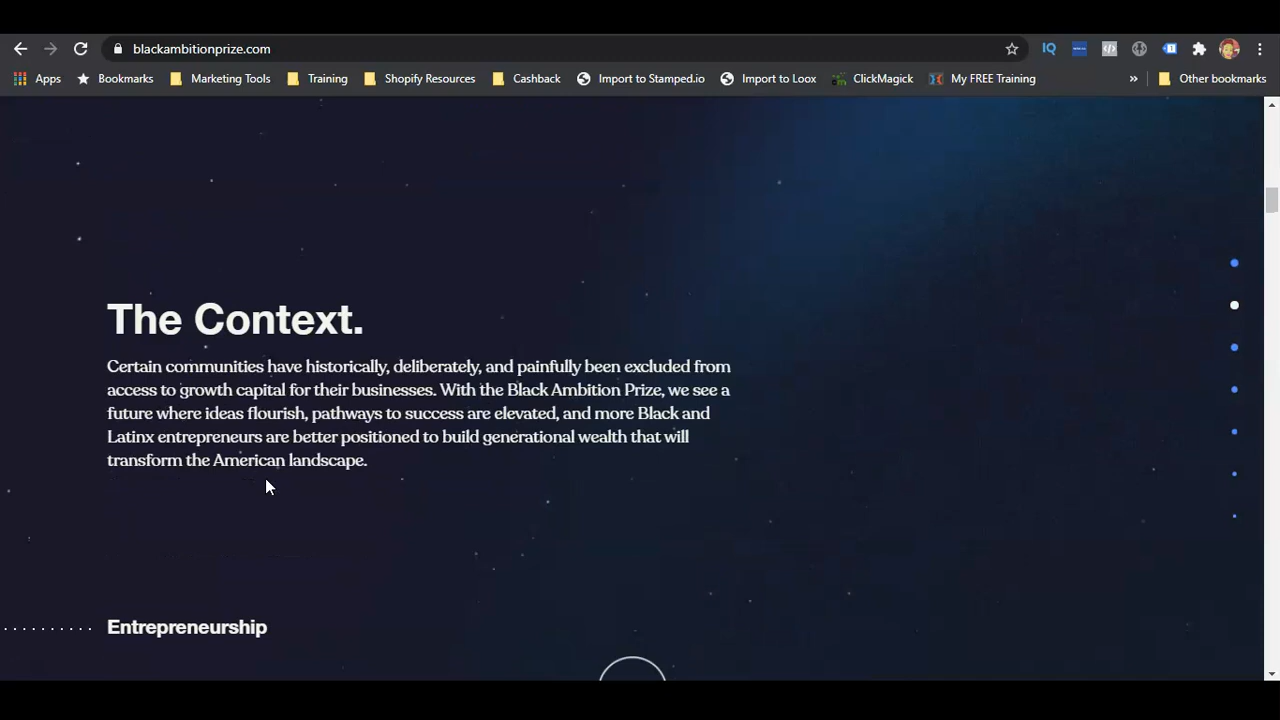 blackambitionprize.com
Apps Bookmarks Marketing Tools Training Shopify Resources Cashback Import to Stamped.io Import to Loox ClickMagick My FREE Training » Other bookmarks
The Context.
Certain communities have historically, deliberately, and painfully been excluded from
access to growth capital for their businesses. With the Black Ambition Prize, we see a
future where ideas flourish, pathways to success are elevated, and more Black and
Latinx entrepreneurs are better positioned to build generational wealth that will
transform the American landscape.
Entrepreneurship